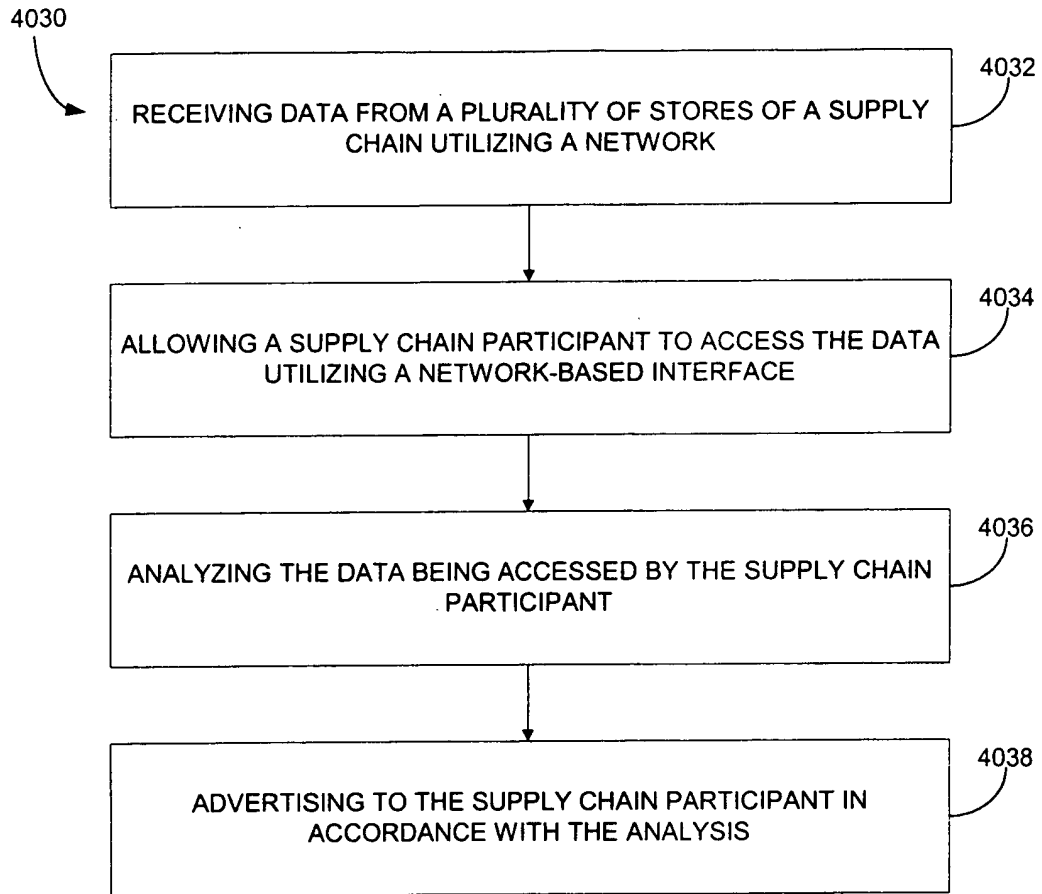 4030
4032
RECEIVING DATA FROM A PLURALITY OF STORES OF A SUPPLY
CHAIN UTILIZING A NETWORK
4034
ALLOWING A SUPPLY CHAIN PARTICIPANT TO ACCESS THE DATA
UTILIZING A NETWORK-BASED INTERFACE
4036
ANALYZING THE DATA BEING ACCESSED BY THE SUPPLY CHAIN
PARTICIPANT
4038
ADVERTISING TO THE SUPPLY CHAIN PARTICIPANT IN
ACCORDANCE WITH THE ANALYSIS